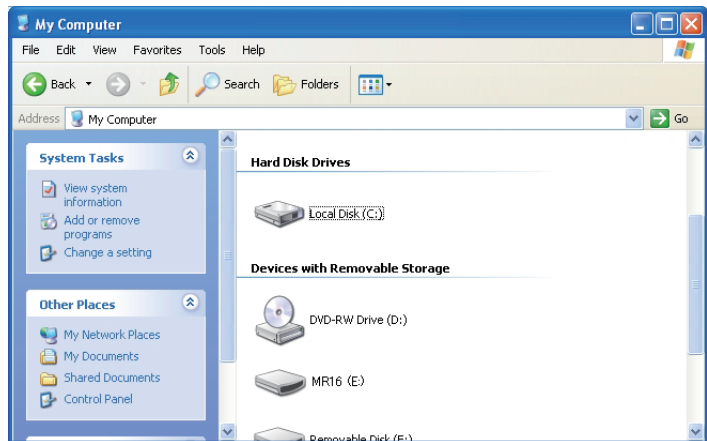 My Computer
File Edit View Favorites Tools Help
Back Search Folders
Address My Computer Go
System Tasks
View system
information
Add or remove
programs
Change a setting
Other Places
My Network Places
My Documents
Shared Documents
Control Panel
Hard Disk Drives
Local Disk (C:)
Devices with Removable Storage
DVD-RW Drive (D:)
MR16 (E:)
Removable Disk (F:)